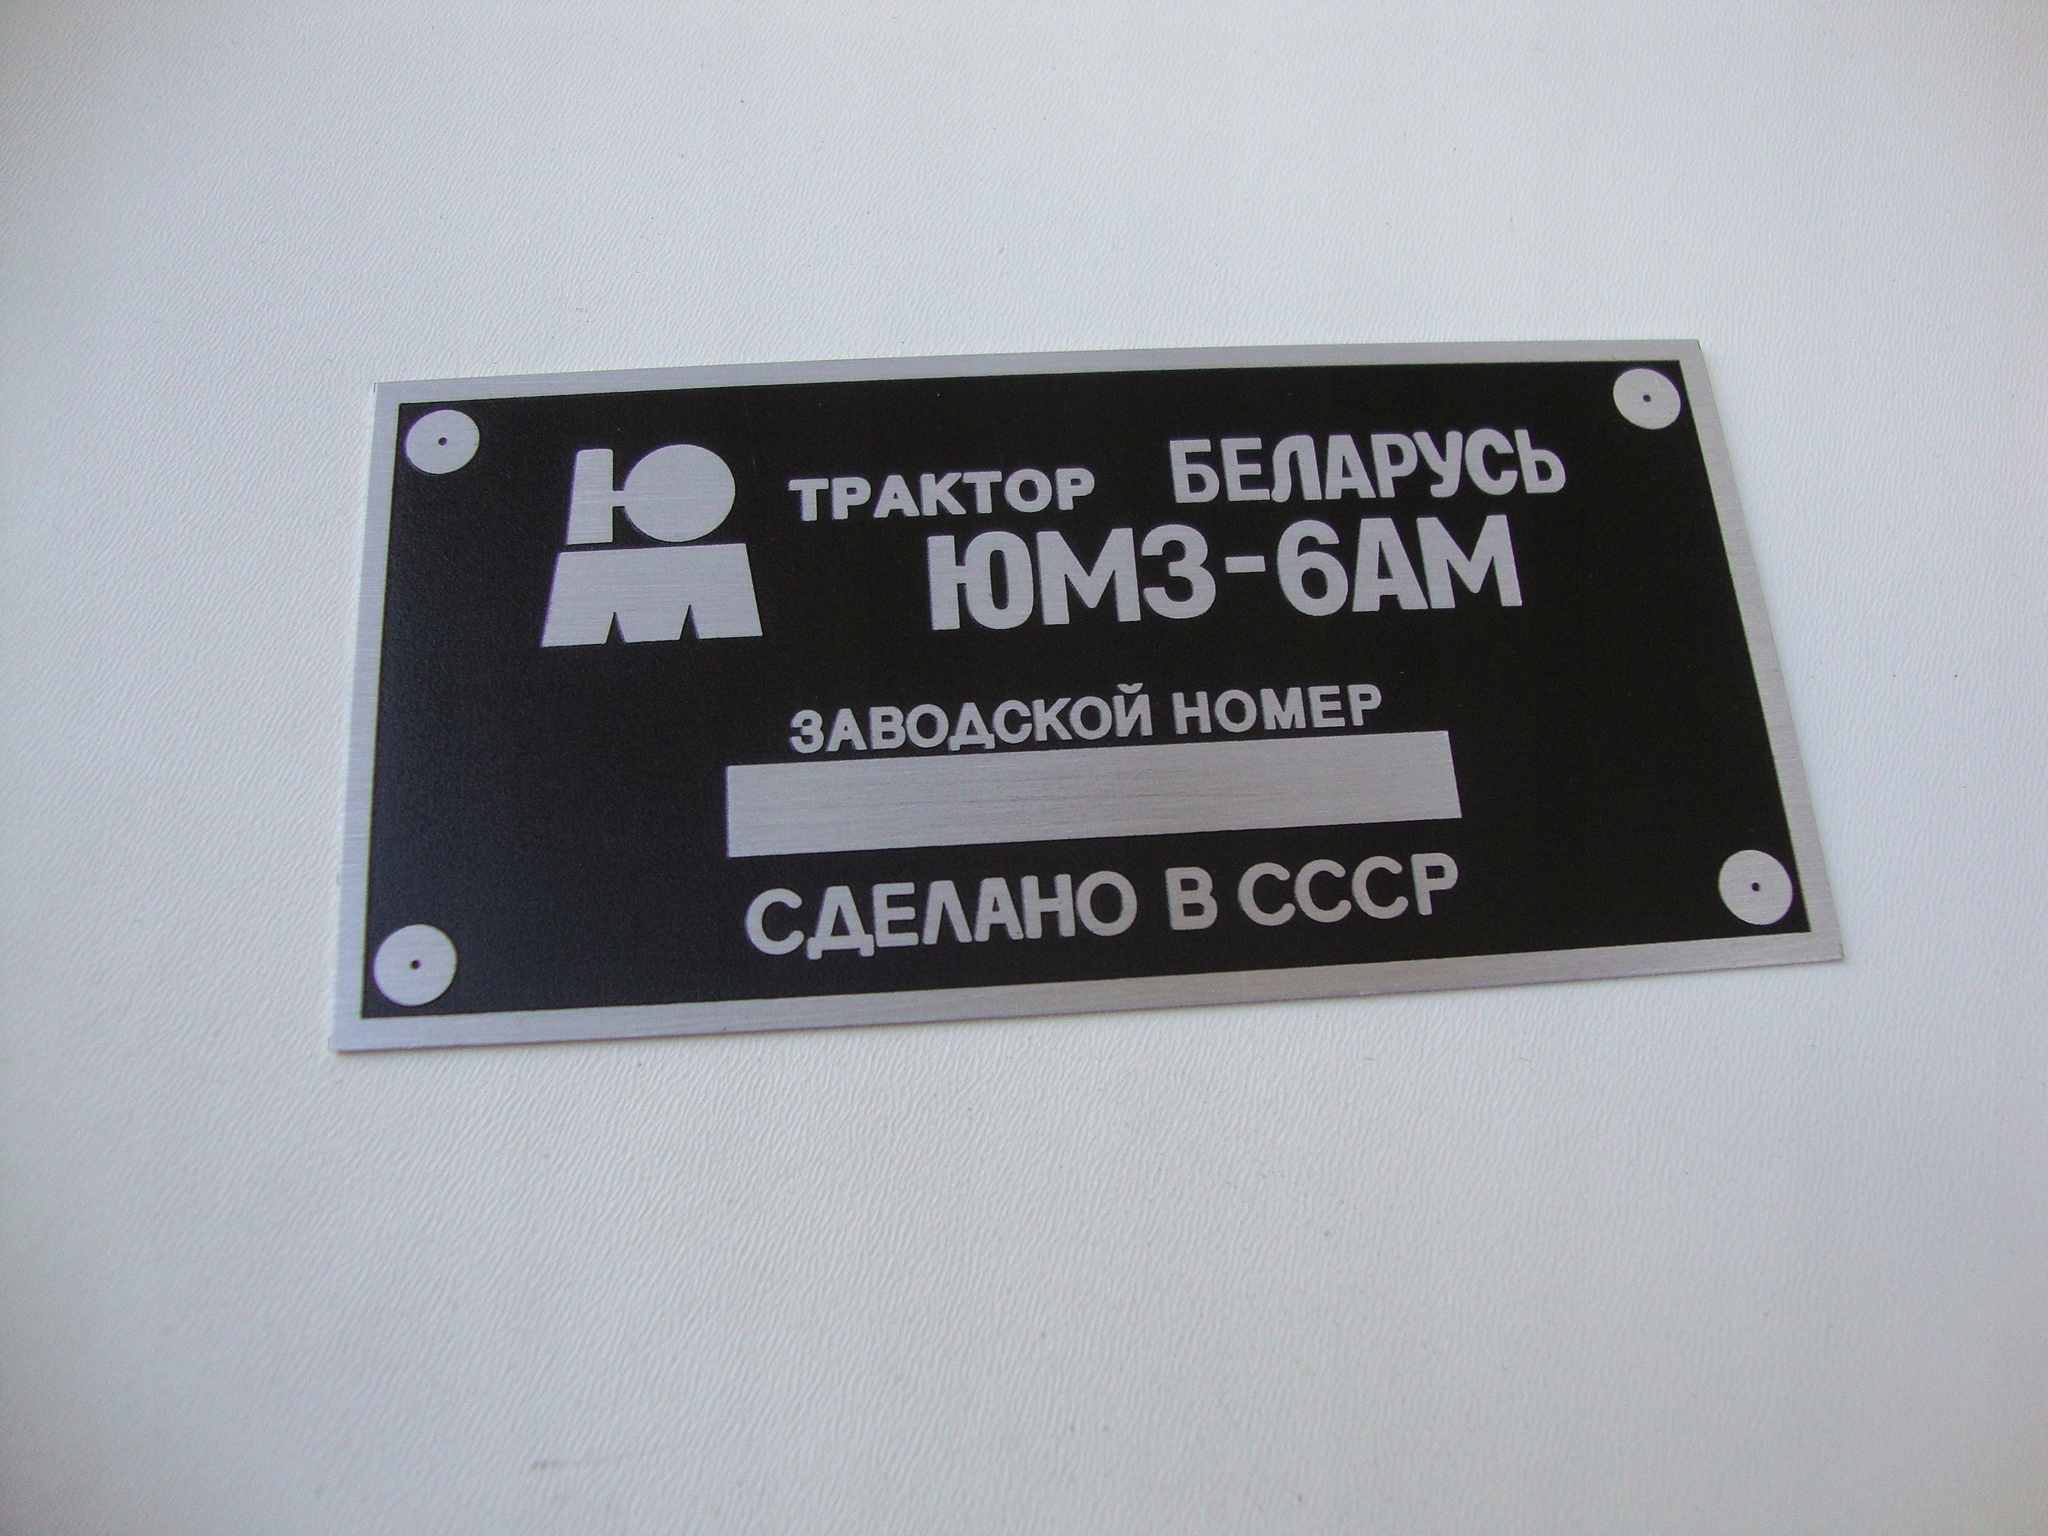 Ю
М
ТРАКТОР БЕЛАРУСЬ
ЮМЗ-6АМ
ЗАВОДСКОЙ НОМЕР
СДЕЛАНО В СССР